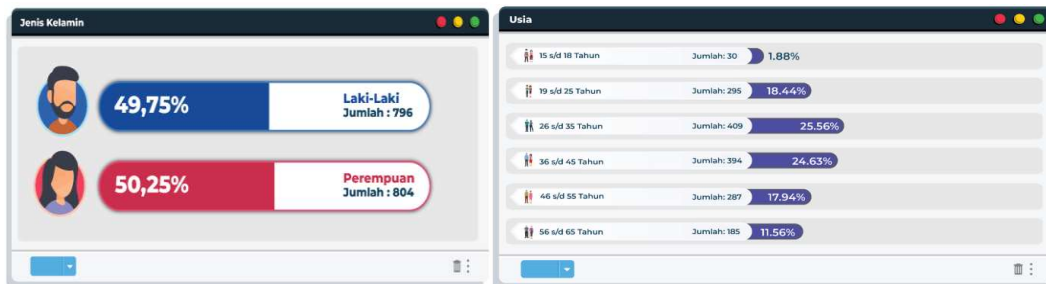 Jenis Kelamin
49,75%
Laki-Laki
Jumlah : 796
50,25%
Perempuan
Jumlah : 804
Usia
15 s/d 18 Tahun Jumlah: 30 1.88%
19 s/d 25 Tahun Jumlah: 295 18.44%
26 s/d 35 Tahun Jumlah: 409 25.56%
36 s/d 45 Tahun Jumlah: 394 24.63%
46 s/d 55 Tahun Jumlah: 287 17.94%
56 s/d 65 Tahun Jumlah: 185 11.56%